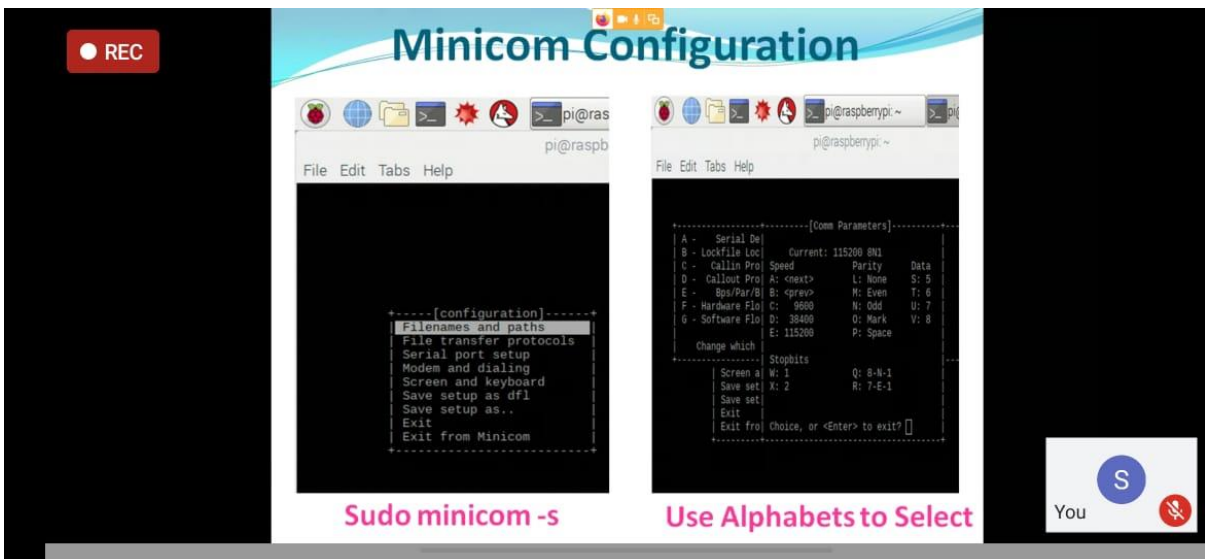 REC
Minicom Configuration
pi@ras
pi@raspb
File Edit Tabs Help
+-----[configuration]------+
| Filenames and paths |
| File transfer protocols |
| Serial port setup |
| Modem and dialing |
| Screen and keyboard |
| Save setup as dfl |
| Save setup as.. |
| Exit |
| Exit from Minicom |
+--------------------------+
Sudo minicom -s
pi@raspberrypi: ~
pi@raspberrypi: ~
File Edit Tabs Help
+----------------+---------[Comm Parameters]---------+--
| A - Serial De| |
| B - Lockfile Loc| Current: 115200 8N1 |
| C - Callin Pro| Speed Parity Data |
| D - Callout Pro| A: <next> L: None S: 5 |
| E - Bps/Par/B| B: <prev> M: Even T: 6 |
| F - Hardware Flo| C: 9600 N: Odd U: 7 |
| G - Software Flo| D: 38400 O: Mark V: 8 |
| | E: 115200 P: Space |
| Change which | |
+----------------| Stopbits |--
| Screen a| W: 1 Q: 8-N-1 |
| Save set| X: 2 R: 7-E-1 |
| Save set| |
| Exit | |
| Exit fro| Choice, or <Enter> to exit? |
+--------+----------------------------------+
Use Alphabets to Select
S
You